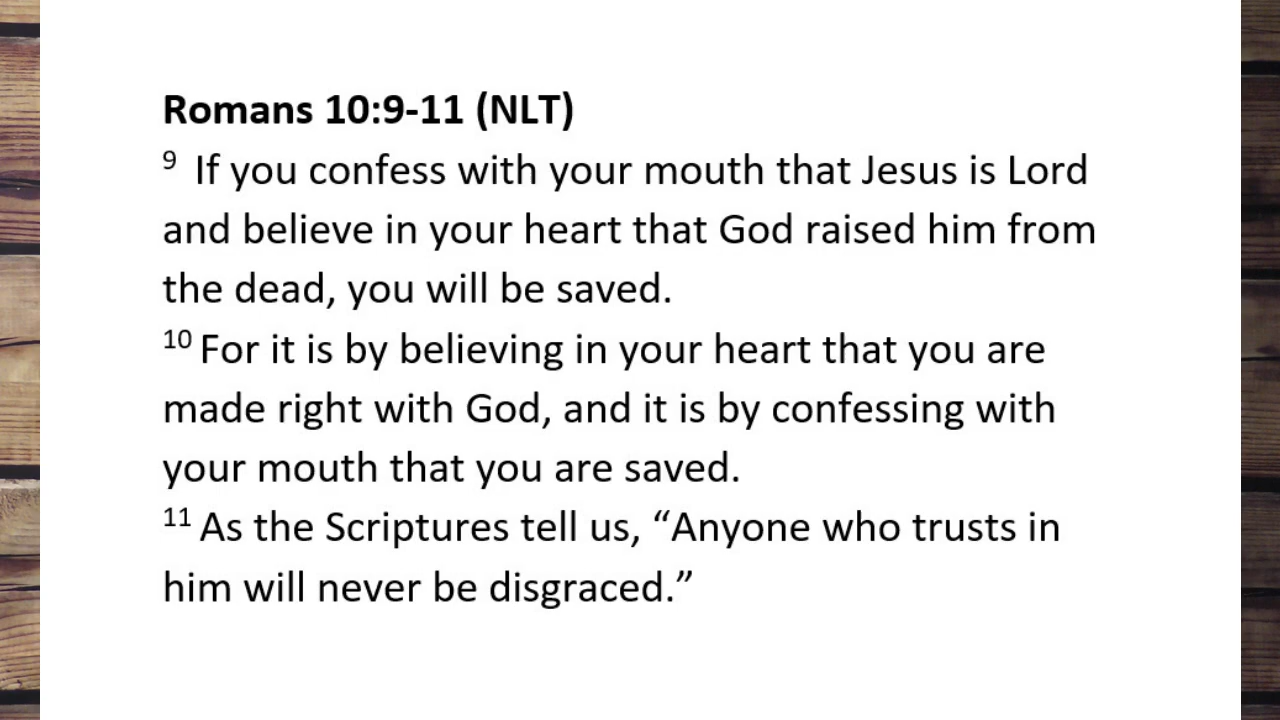 Romans 10:9-11 (NLT)
9 If you confess with your mouth that Jesus is Lord
and believe in your heart that God raised him from
the dead, you will be saved.
10 For it is by believing in your heart that you are
made right with God, and it is by confessing with
your mouth that you are saved.
11 As the Scriptures tell us, “Anyone who trusts in
him will never be disgraced.”